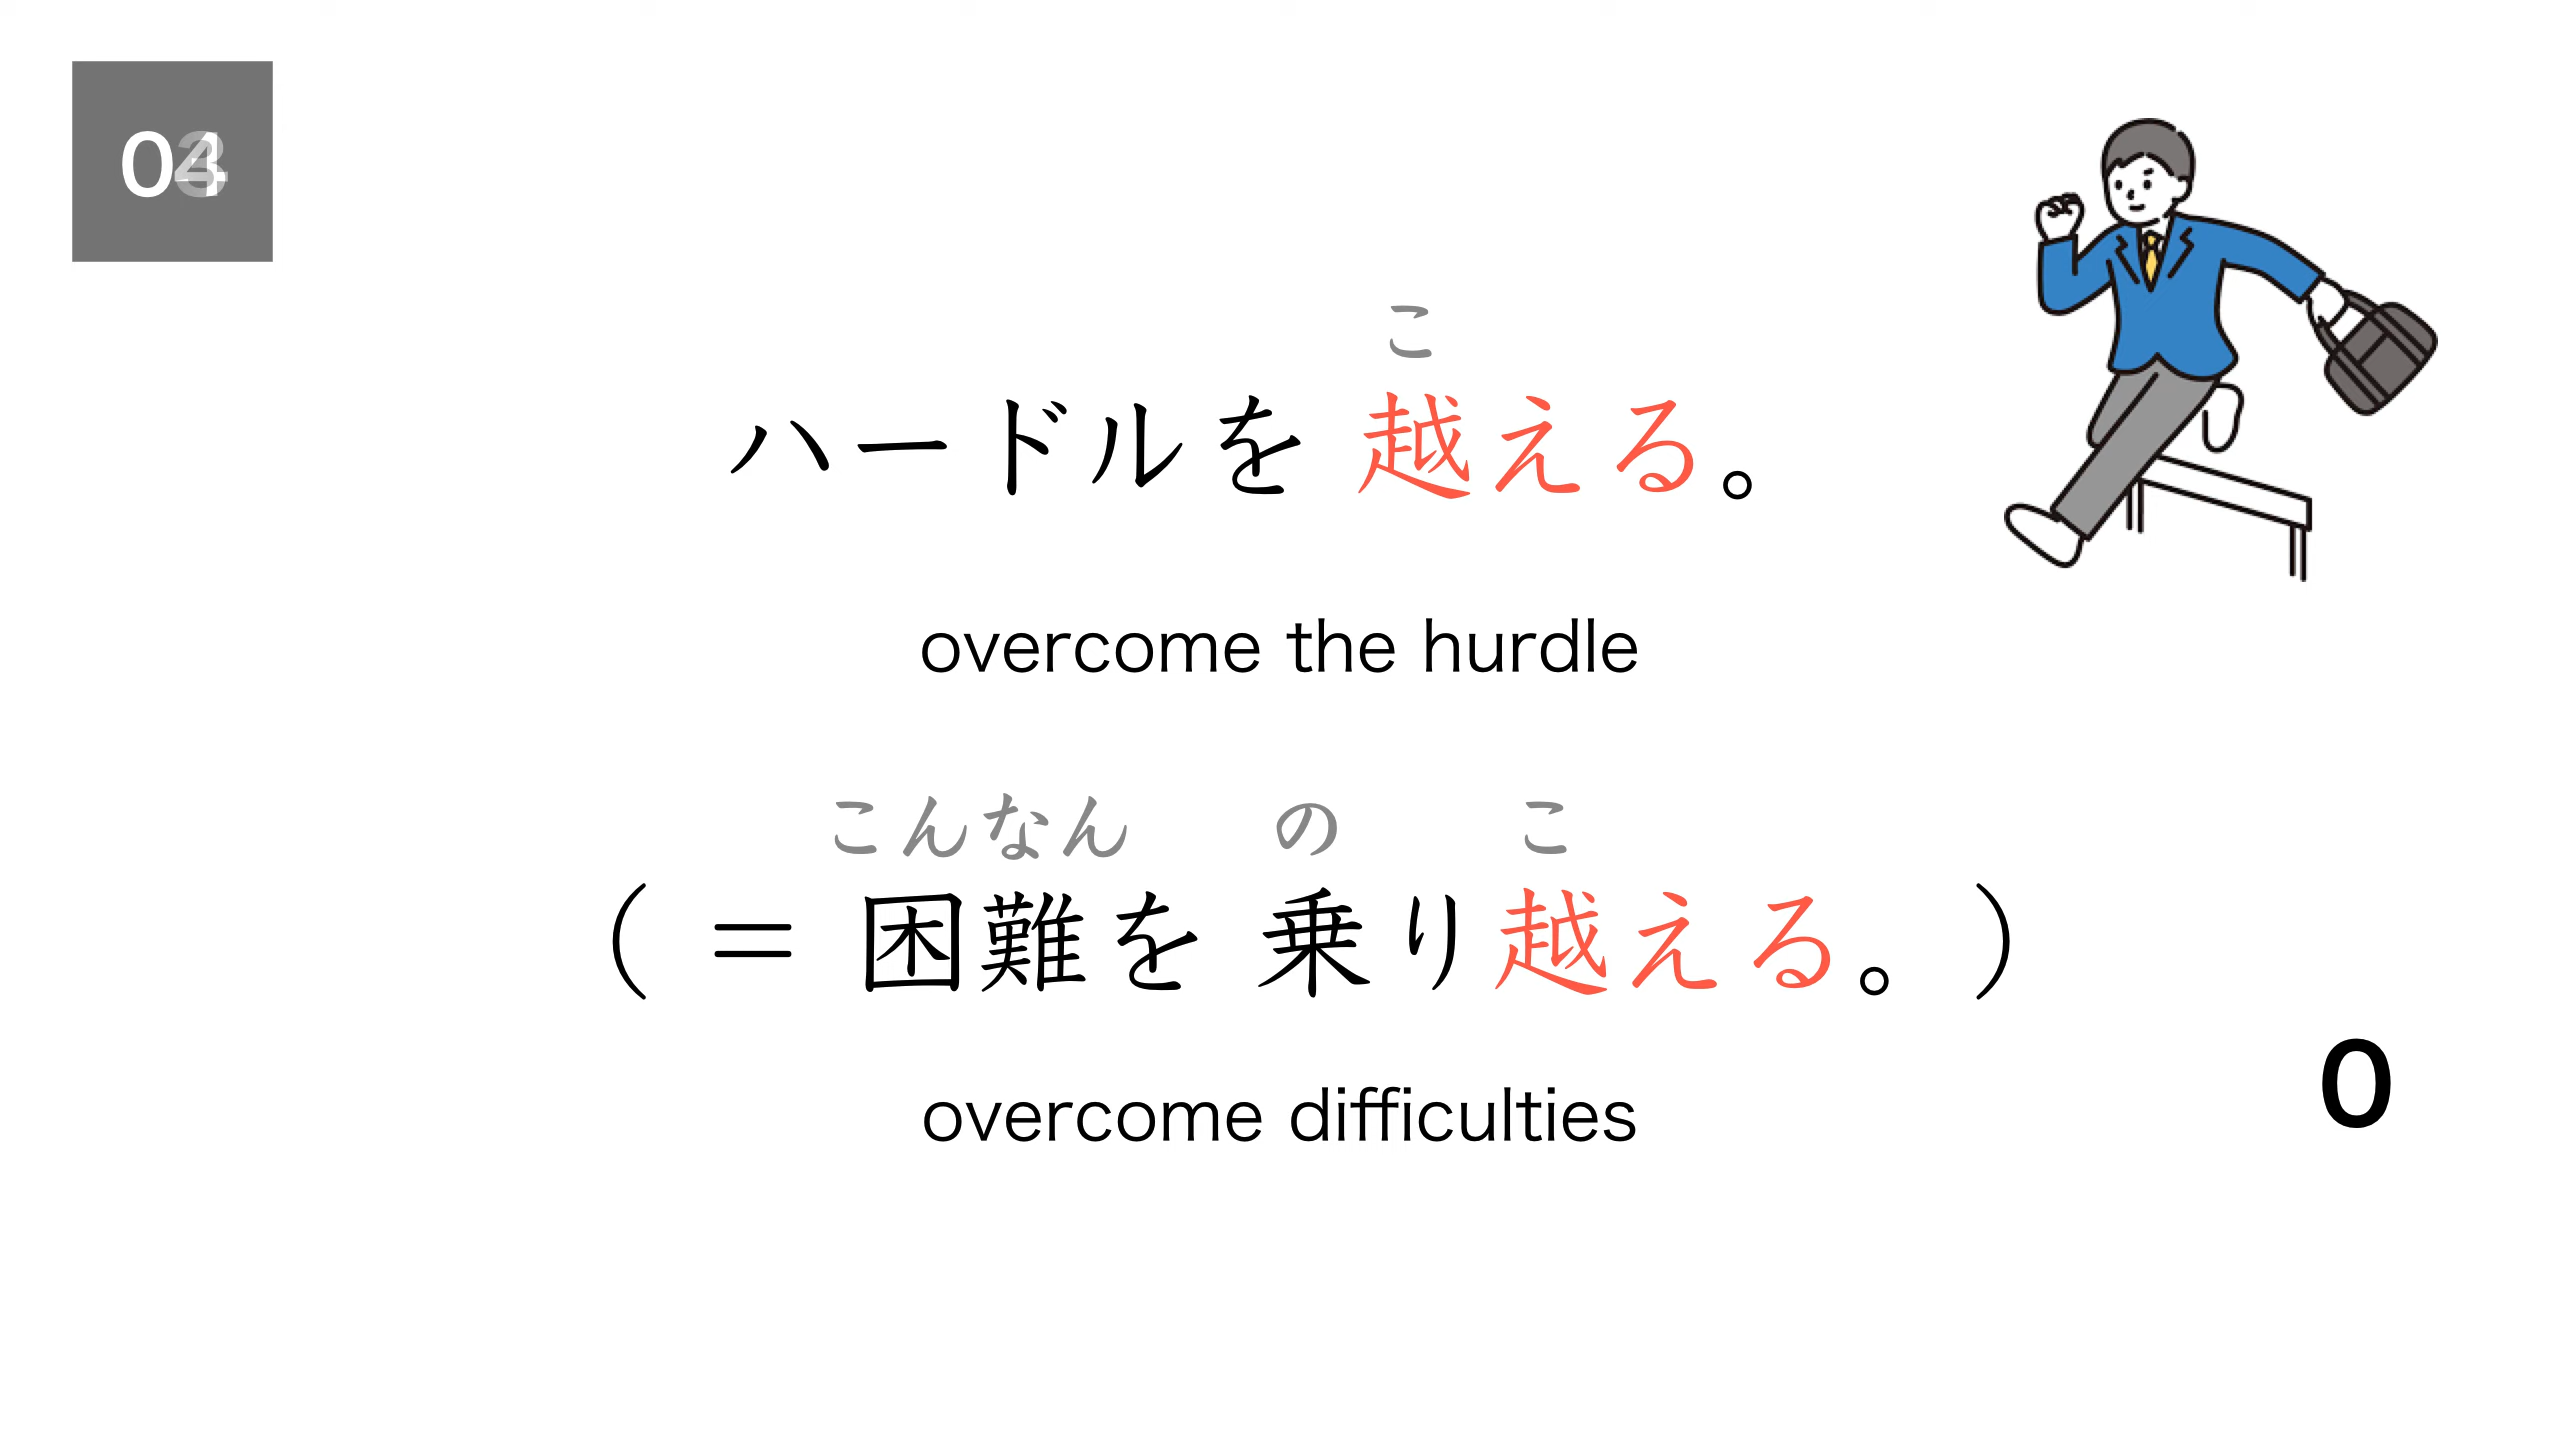 こ
ハードルを 越える。
overcome the hurdle
こんなん の こ
（ ＝ 困難を 乗り越える。）
overcome difficulties
0